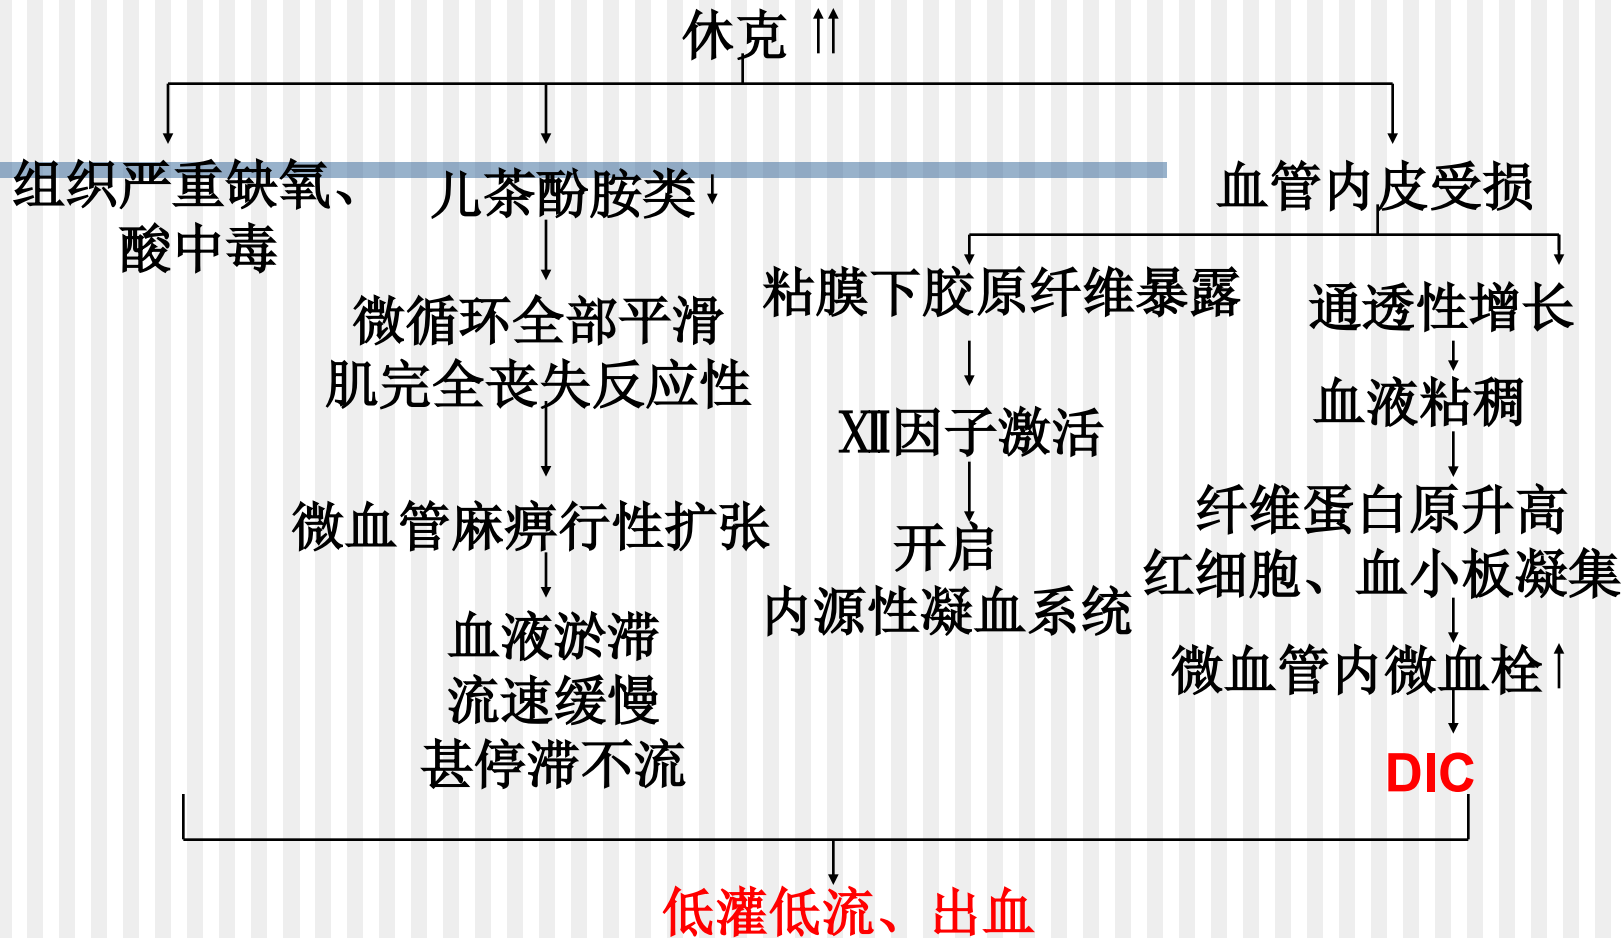 休克 ↑↑
组织严重缺氧、
酸中毒
儿茶酚胺类↓
微循环全部平滑
肌完全丧失反应性
微血管麻痹行性扩张
血液淤滞
流速缓慢
甚停滞不流
血管内皮受损
粘膜下胶原纤维暴露
Ⅻ因子激活
开启
内源性凝血系统
通透性增长
血液粘稠
纤维蛋白原升高
红细胞、血小板凝集
微血管内微血栓↑
DIC
低灌低流、出血